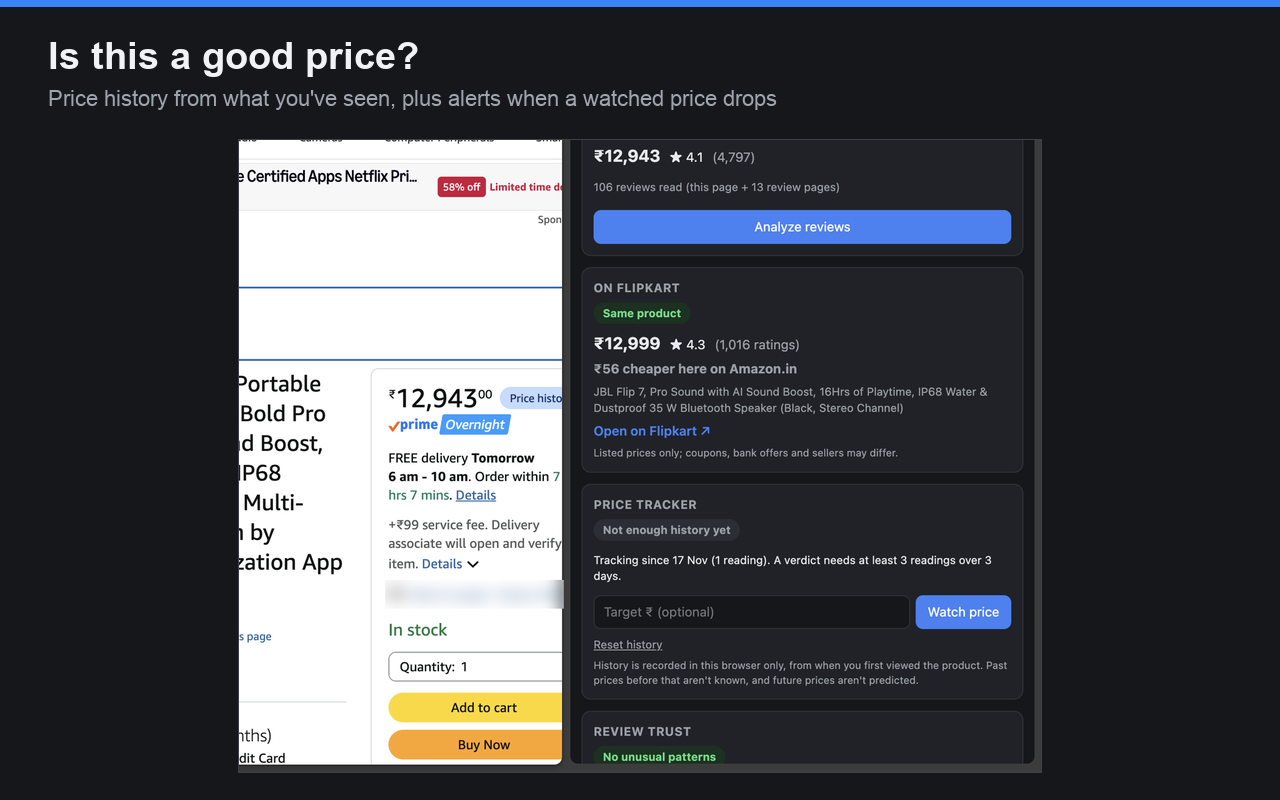 Is this a good price?
Price history from what you've seen, plus alerts when a watched price drops
e Certified Apps Netflix Pri...
58% off Limited time de
Spon
Portable
Bold Pro
d Boost,
IP68
Multi-
by
zation App
s page
nths)
dit Card
₹12,943⁰⁰ Price histo
prime Overnight
FREE delivery Tomorrow
6 am - 10 am. Order within 7
hrs 7 mins. Details
+₹99 service fee. Delivery
associate will open and verify
item. Details
In stock
Quantity: 1
Add to cart
Buy Now
₹12,943 ★ 4.1 (4,797)
106 reviews read (this page + 13 review pages)
Analyze reviews
ON FLIPKART
Same product
₹12,999 ★ 4.3 (1,016 ratings)
₹56 cheaper here on Amazon.in
JBL Flip 7, Pro Sound with AI Sound Boost, 16Hrs of Playtime, IP68 Water &
Dustproof 35 W Bluetooth Speaker (Black, Stereo Channel)
Open on Flipkart ↗
Listed prices only; coupons, bank offers and sellers may differ.
PRICE TRACKER
Not enough history yet
Tracking since 17 Nov (1 reading). A verdict needs at least 3 readings over 3
days.
Target ₹ (optional) Watch price
Reset history
History is recorded in this browser only, from when you first viewed the product. Past
prices before that aren't known, and future prices aren't predicted.
REVIEW TRUST
No unusual patterns